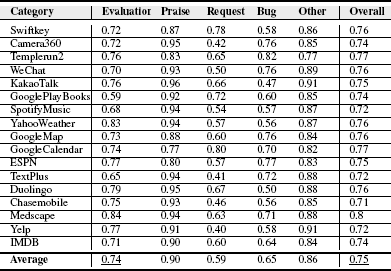 Category Evaluation Praise Request Bug Other Overall
Swiftkey 0.72 0.87 0.78 0.58 0.86 0.76
Camera360 0.72 0.95 0.42 0.76 0.85 0.74
Templerun2 0.76 0.83 0.65 0.82 0.77 0.77
WeChat 0.70 0.93 0.50 0.76 0.89 0.76
KakaoTalk 0.76 0.96 0.66 0.47 0.91 0.75
GooglePlayBooks 0.59 0.92 0.72 0.60 0.85 0.74
SpotifyMusic 0.68 0.94 0.54 0.57 0.87 0.72
YahooWeather 0.83 0.94 0.57 0.56 0.87 0.76
GoogleMap 0.73 0.88 0.60 0.76 0.84 0.76
GoogleCalendar 0.74 0.77 0.80 0.70 0.82 0.77
ESPN 0.77 0.80 0.57 0.77 0.83 0.75
TextPlus 0.65 0.94 0.41 0.72 0.88 0.72
Duolingo 0.79 0.95 0.67 0.50 0.88 0.76
Chasemobile 0.75 0.93 0.46 0.56 0.85 0.71
Medscape 0.84 0.94 0.63 0.71 0.88 0.8
Yelp 0.77 0.91 0.40 0.58 0.91 0.72
IMDB 0.71 0.90 0.60 0.64 0.84 0.74
Average 0.74 0.90 0.59 0.65 0.86 0.75